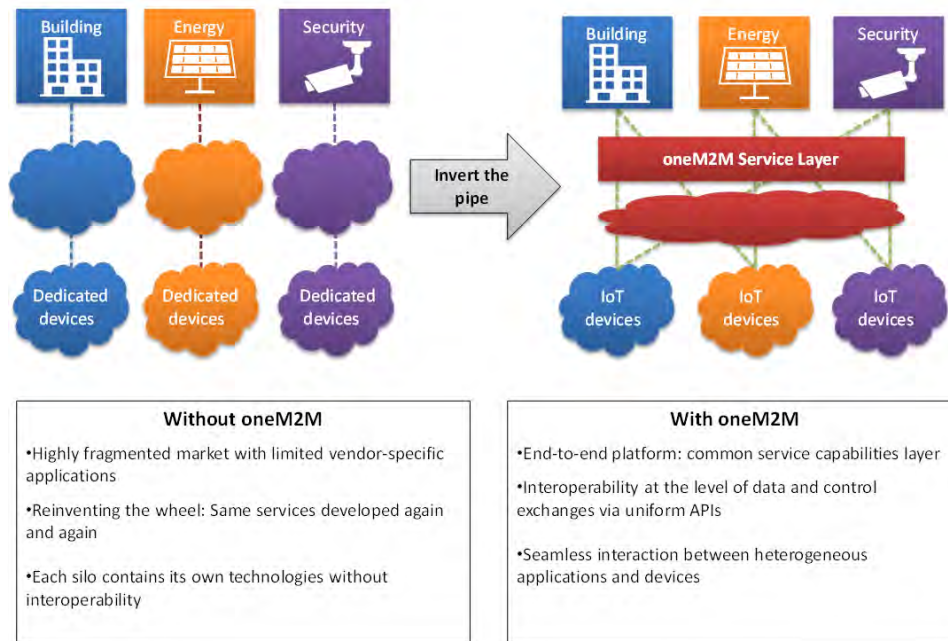 Building
Energy
Security
Building
Energy
Security
oneM2M Service Layer
Invert the
pipe
Dedicated
devices
Dedicated
devices
Dedicated
devices
IoT
devices
IoT
devices
IoT
devices
Without oneM2M
•Highly fragmented market with limited vendor-specific
applications
•Reinventing the wheel: Same services developed again
and again
•Each silo contains its own technologies without
interoperability
With oneM2M
•End-to-end platform: common service capabilities layer
•Interoperability at the level of data and control
exchanges via uniform APIs
•Seamless interaction between heterogeneous
applications and devices